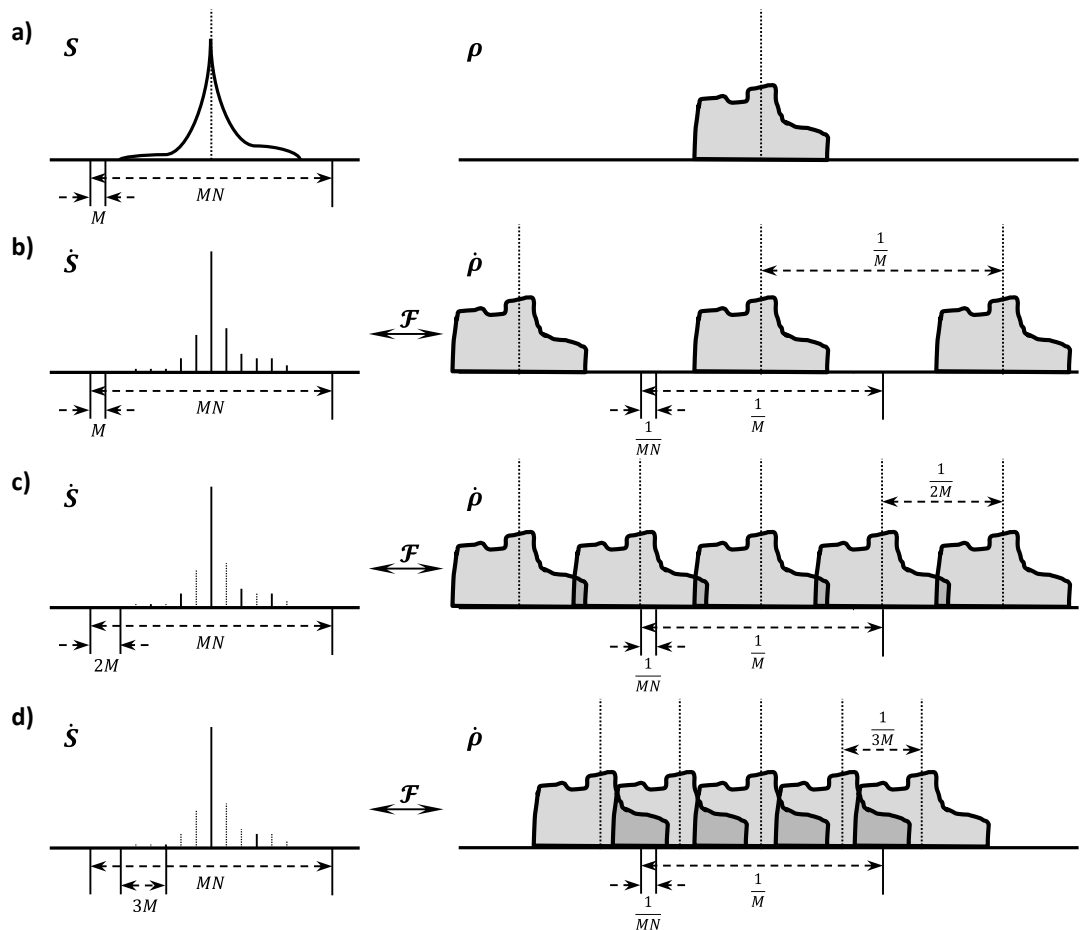 a) S ρ
MN
M
b) Ṡ ρ̇ 1/M
ℱ
MN 1/M
M 1/MN
c) Ṡ ρ̇ 1/2M
ℱ
MN 1/M
2M 1/MN
d) Ṡ ρ̇ 1/3M
ℱ
MN 1/M
3M 1/MN